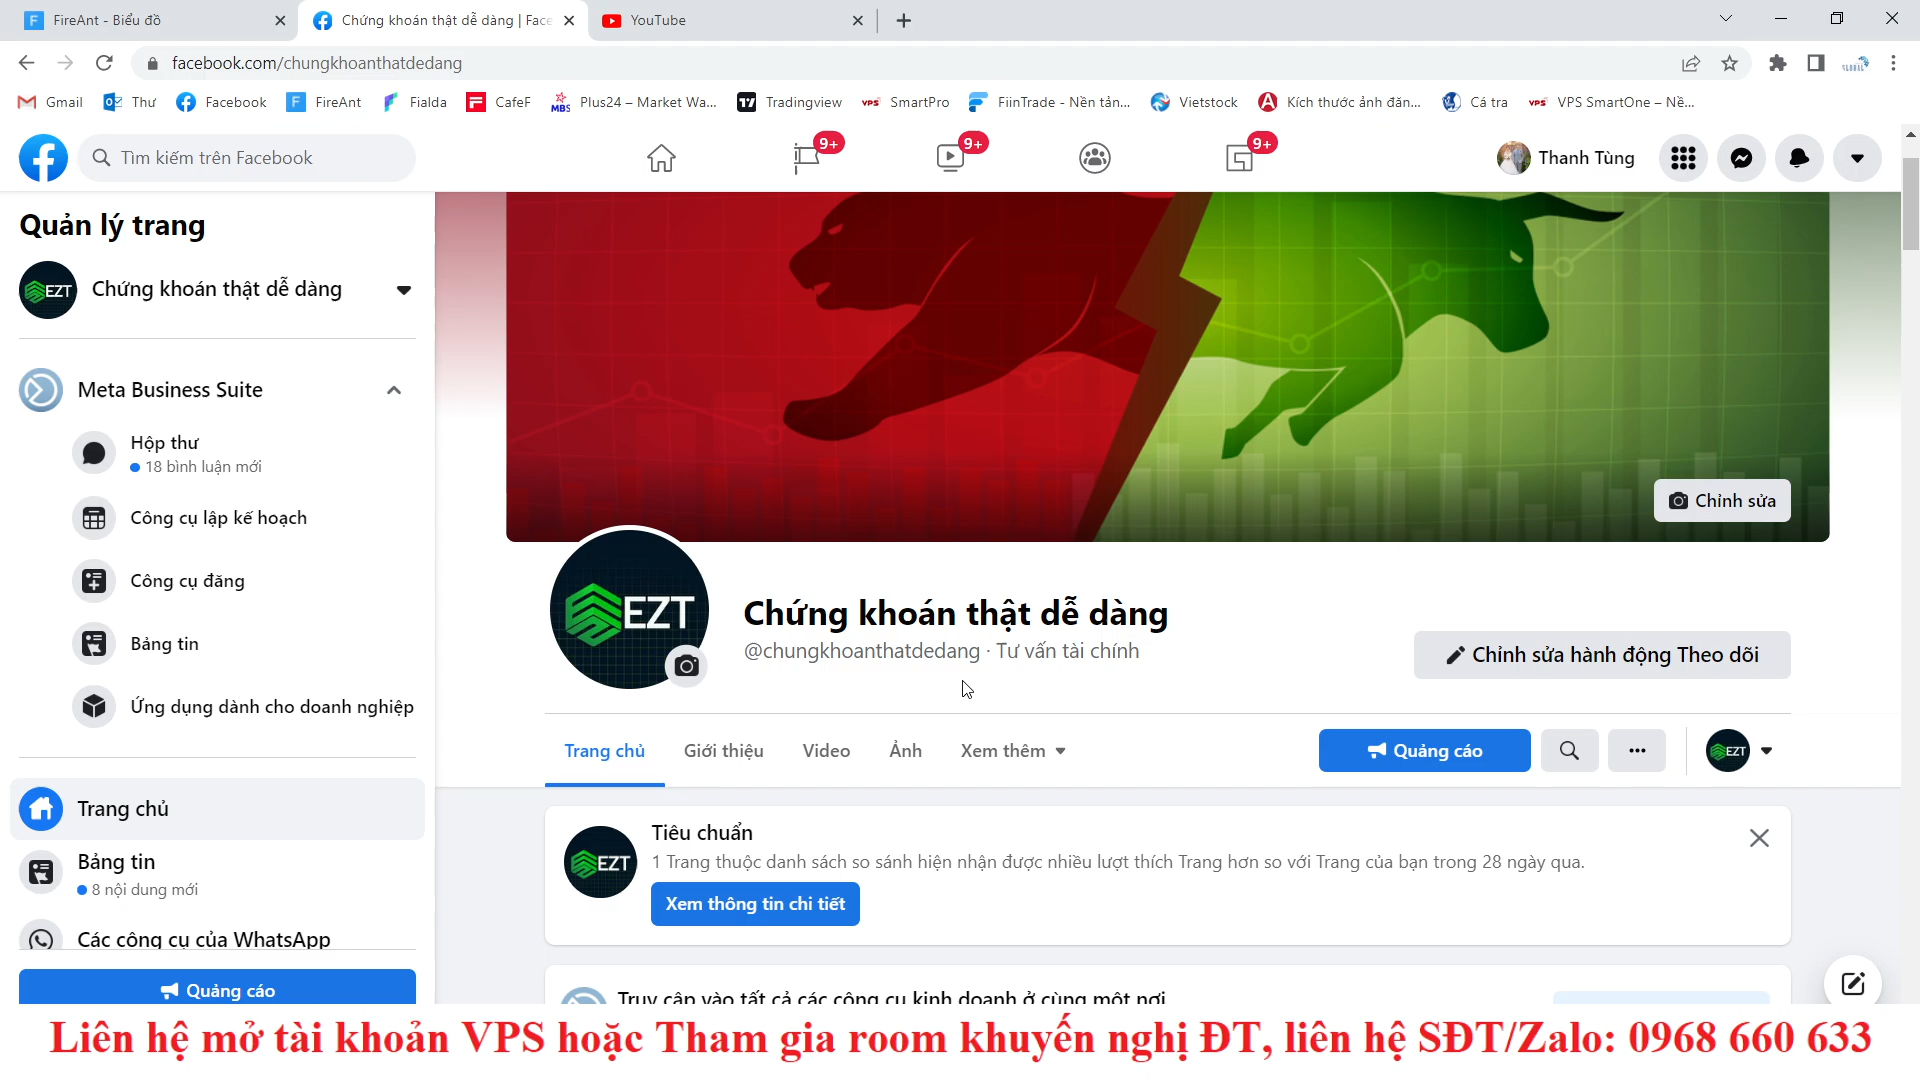 FireAnt - Biểu đồ
Chứng khoán thật dễ dàng | Face
YouTube
facebook.com/chungkhoanthatdedang
Gmail
Thư
Facebook
FireAnt
Fialda
CafeF
MBS Plus24 – Market Wa...
Tradingview
VPS SmartPro
FiinTrade - Nền tản...
Vietstock
Kích thước ảnh đăn...
Cá tra
VPS VPS SmartOne – Nề...
Tìm kiếm trên Facebook
9+
9+
9+
Thanh Tùng
Quản lý trang
EZT Chứng khoán thật dễ dàng
Meta Business Suite
Hộp thư
18 bình luận mới
Công cụ lập kế hoạch
Công cụ đăng
Bảng tin
Ứng dụng dành cho doanh nghiệp
Trang chủ
Bảng tin
8 nội dung mới
Các công cụ của WhatsApp
Quảng cáo
Chỉnh sửa
EZT
Chứng khoán thật dễ dàng
@chungkhoanthatdedang · Tư vấn tài chính
Chỉnh sửa hành động Theo dõi
Trang chủ
Giới thiệu
Video
Ảnh
Xem thêm
Quảng cáo
EZT
EZT
Tiêu chuẩn
1 Trang thuộc danh sách so sánh hiện nhận được nhiều lượt thích Trang hơn so với Trang của bạn trong 28 ngày qua.
Xem thông tin chi tiết
Truy cập vào tất cả các công cụ kinh doanh ở cùng một nơi
Liên hệ mở tài khoản VPS hoặc Tham gia room khuyến nghị ĐT, liên hệ SĐT/Zalo: 0968 660 633